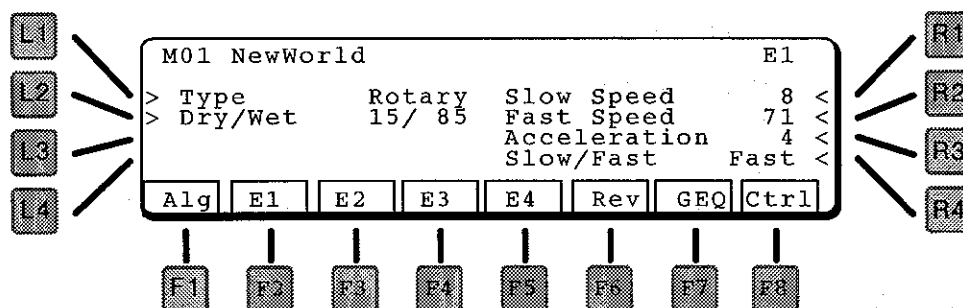 L1 R1
M01 NewWorld E1
L2 > Type Rotary Slow Speed 8 < R2
> Dry/Wet 15/ 85 Fast Speed 71 <
L3 Acceleration 4 < R3
Slow/Fast Fast <
L4 Alg E1 E2 E3 E4 Rev GEQ Ctrl R4
F1 F2 F3 F4 F5 F6 F7 F8